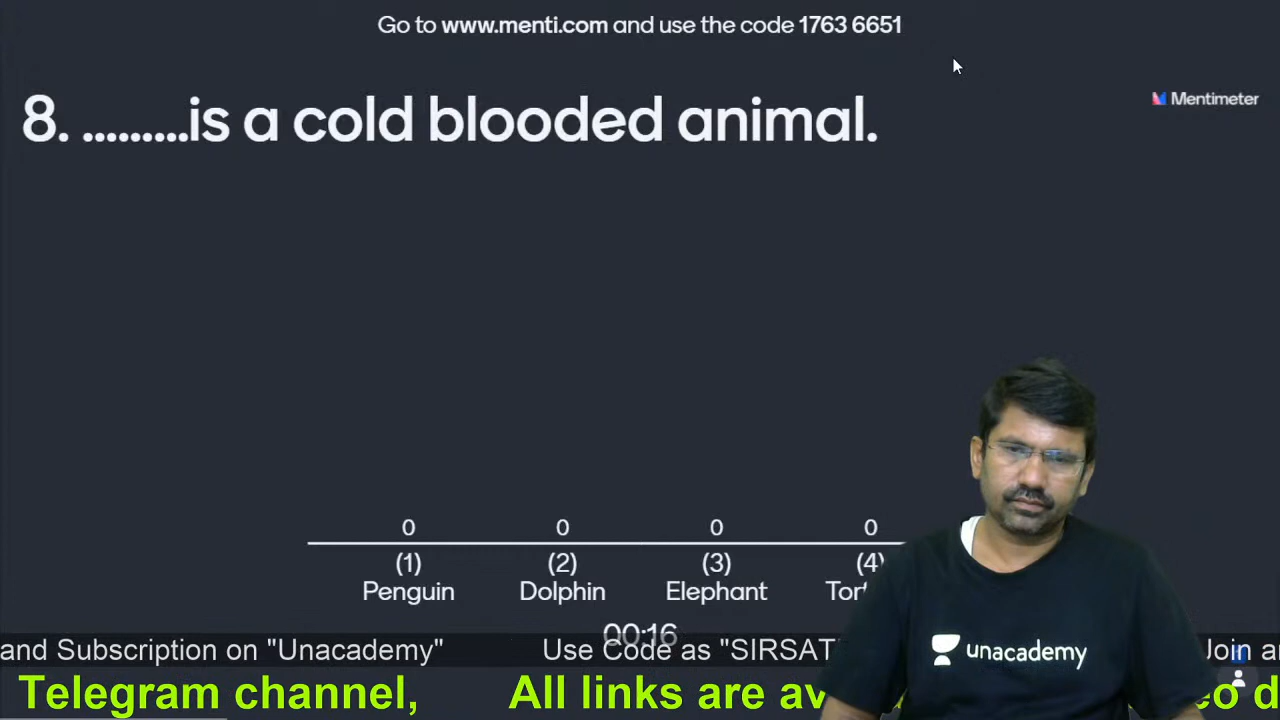 Go to www.menti.com and use the code 1763 6651
Mentimeter
8. .........is a cold blooded animal.
0 0 0 0
(1) (2) (3) (4)
Penguin Dolphin Elephant
00:16
and Subscription on "Unacademy" Use Code as "SIRSAT Join
unacademy
Telegram channel, All links are